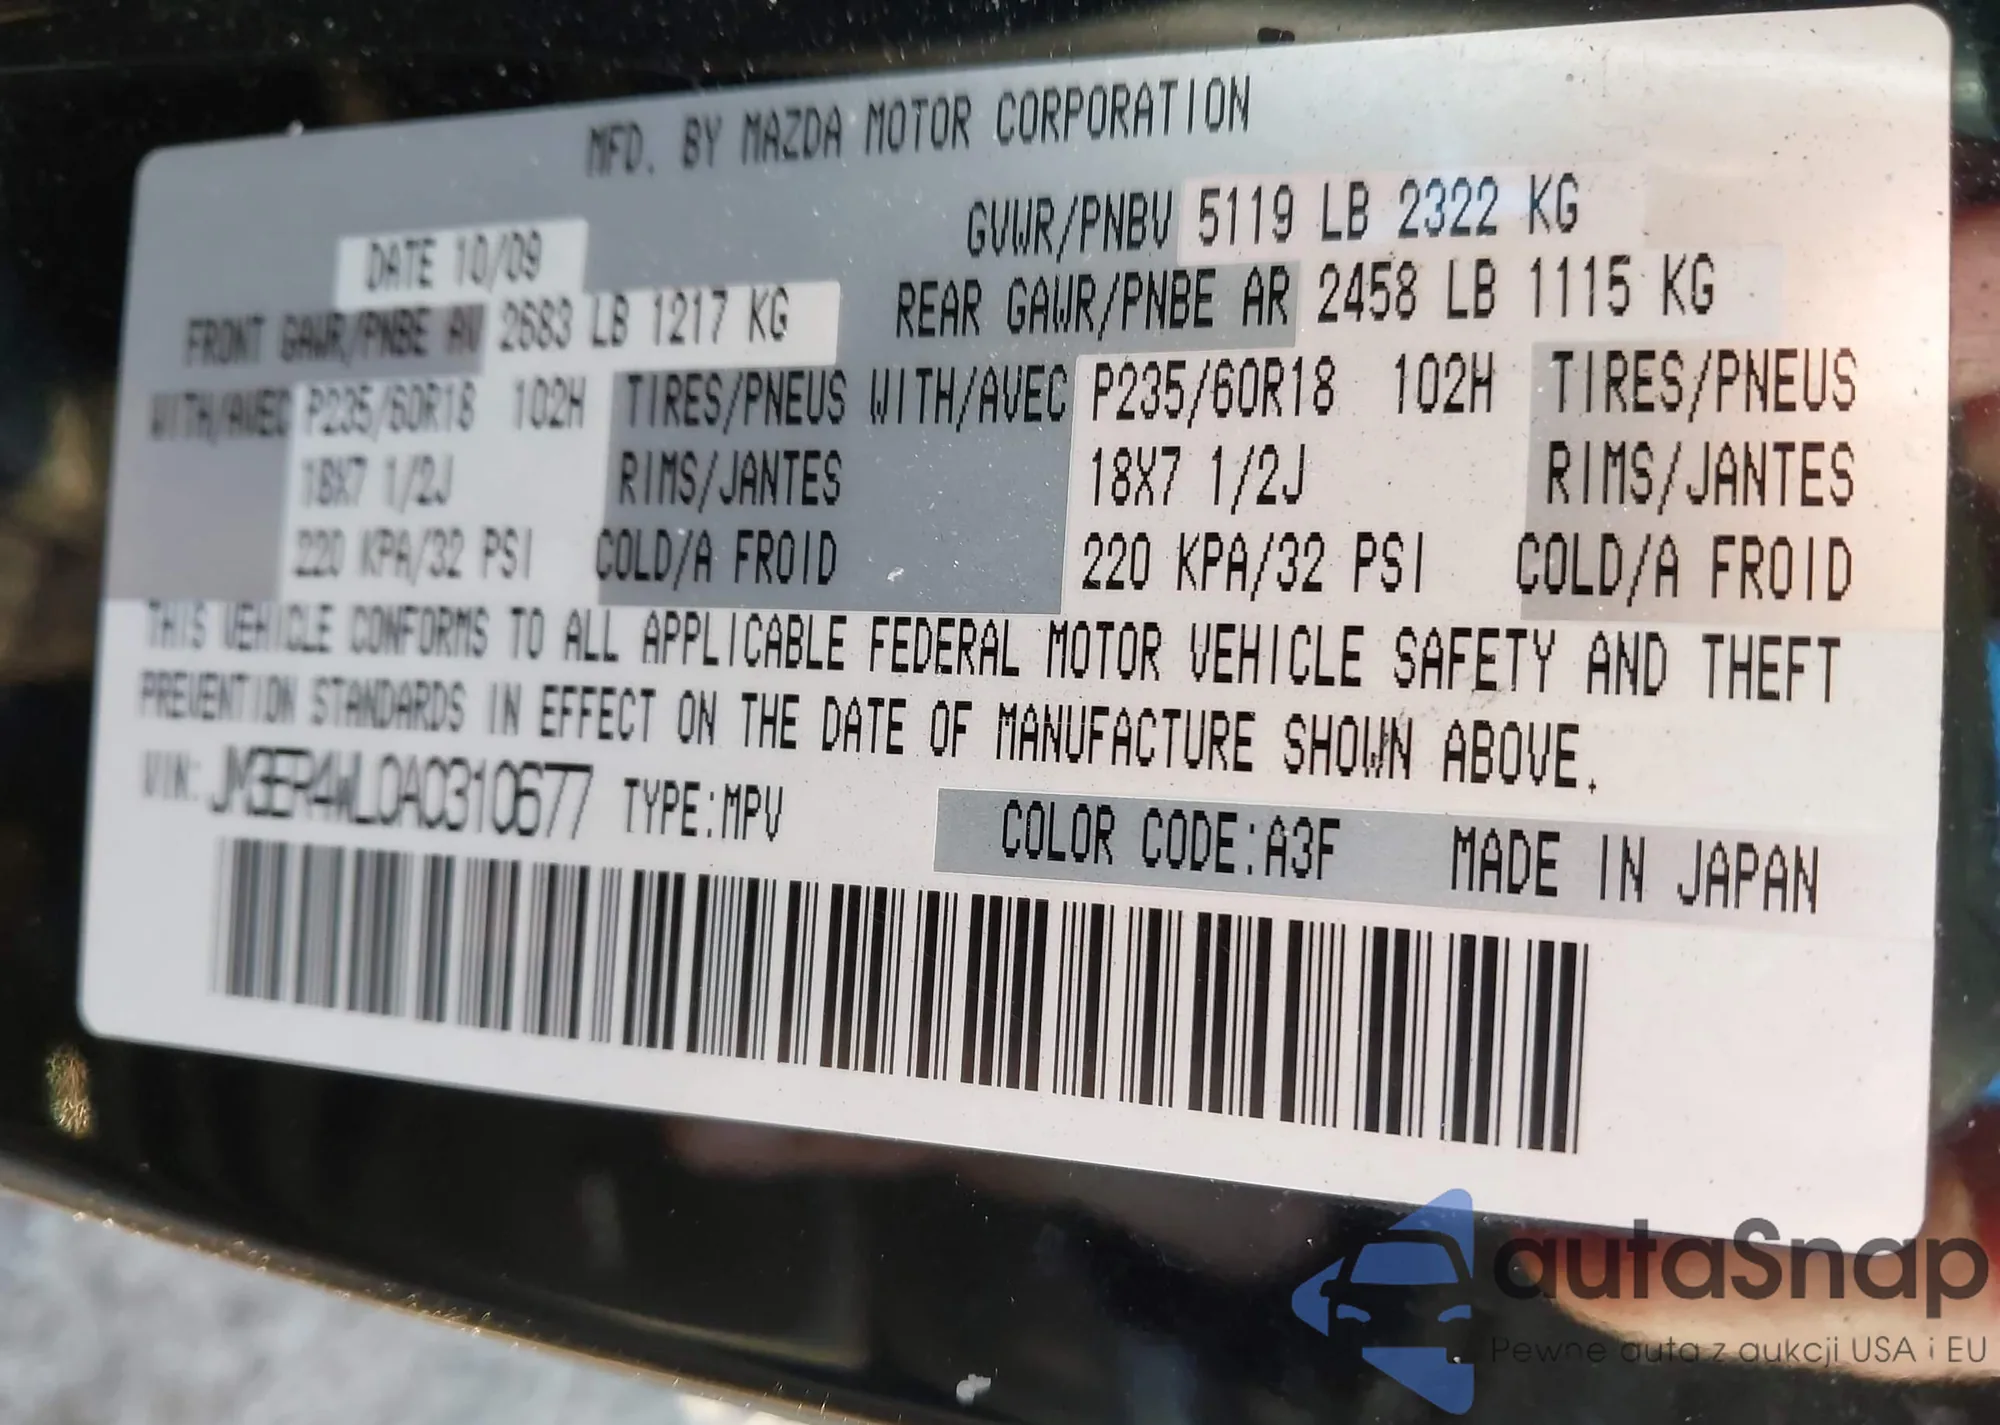 MFD. BY MAZDA MOTOR CORPORATION
DATE 10/09
GVWR/PNBV 5119 LB 2322 KG
FRONT GAWR/PNBE AV 2683 LB 1217 KG
REAR GAWR/PNBE AR 2458 LB 1115 KG
WITH/AVEC P235/60R18 102H TIRES/PNEUS WITH/AVEC P235/60R18 102H TIRES/PNEUS
18X7 1/2J RIMS/JANTES 18X7 1/2J RIMS/JANTES
220 KPA/32 PSI COLD/A FROID 220 KPA/32 PSI COLD/A FROID
THIS VEHICLE CONFORMS TO ALL APPLICABLE FEDERAL MOTOR VEHICLE SAFETY AND THEFT
PREVENTION STANDARDS IN EFFECT ON THE DATE OF MANUFACTURE SHOWN ABOVE.
VIN: JM3ER4WL0A0310677 TYPE:MPV COLOR CODE:A3F MADE IN JAPAN
autaSnap
Pewne auta z aukcji USA i EU